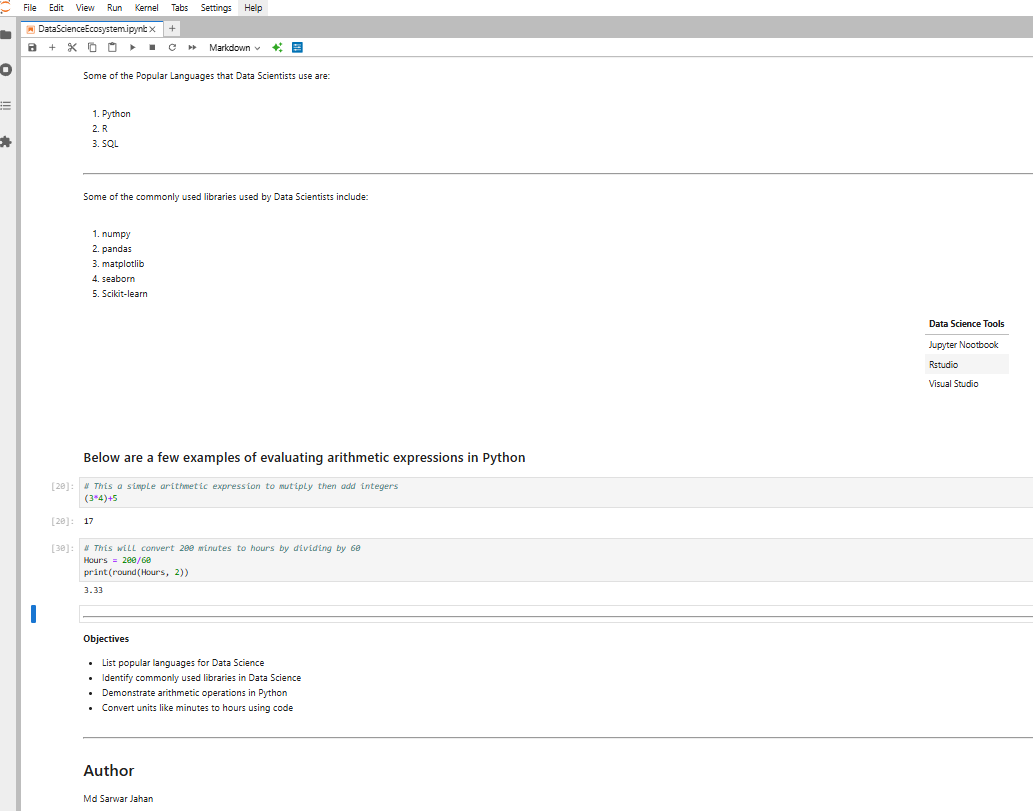 File Edit View Run Kernel Tabs Settings Help
DataScienceEcosystem.ipynb
Markdown
Some of the Popular Languages that Data Scientists use are:
1. Python
2. R
3. SQL
Some of the commonly used libraries used by Data Scientists include:
1. numpy
2. pandas
3. matplotlib
4. seaborn
5. Scikit-learn
Data Science Tools
Jupyter Nootbook
Rstudio
Visual Studio
Below are a few examples of evaluating arithmetic expressions in Python
[20]: # This a simple arithmetic expression to mutiply then add integers
(3*4)+5
[20]: 17
[30]: # This will convert 200 minutes to hours by dividing by 60
Hours = 200/60
print(round(Hours, 2))
3.33
Objectives
• List popular languages for Data Science
• Identify commonly used libraries in Data Science
• Demonstrate arithmetic operations in Python
• Convert units like minutes to hours using code
Author
Md Sarwar Jahan